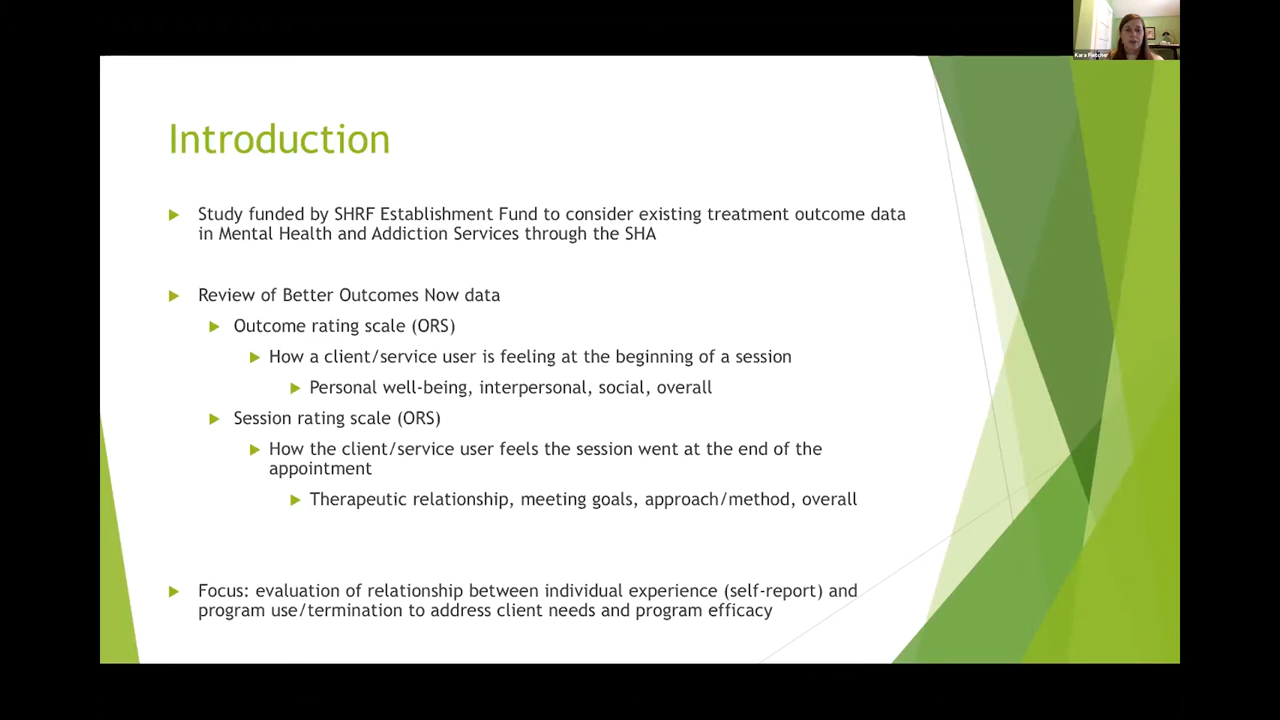 Kara Fletcher
Introduction
Study funded by SHRF Establishment Fund to consider existing treatment outcome data
in Mental Health and Addiction Services through the SHA
Review of Better Outcomes Now data
Outcome rating scale (ORS)
How a client/service user is feeling at the beginning of a session
Personal well-being, interpersonal, social, overall
Session rating scale (ORS)
How the client/service user feels the session went at the end of the
appointment
Therapeutic relationship, meeting goals, approach/method, overall
Focus: evaluation of relationship between individual experience (self-report) and
program use/termination to address client needs and program efficacy